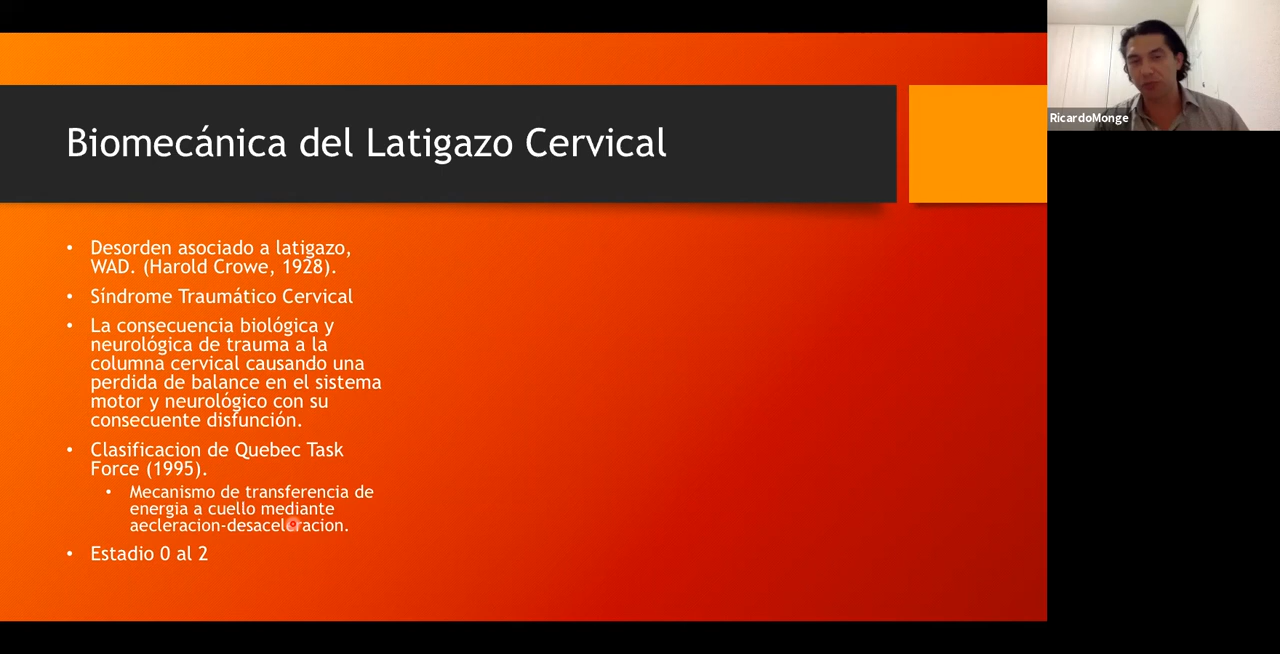 Biomecánica del Latigazo Cervical
RicardoMonge
• Desorden asociado a latigazo,
WAD. (Harold Crowe, 1928).
• Síndrome Traumático Cervical
• La consecuencia biológica y
neurológica de trauma a la
columna cervical causando una
perdida de balance en el sistema
motor y neurológico con su
consecuente disfunción.
• Clasificacion de Quebec Task
Force (1995).
• Mecanismo de transferencia de
energia a cuello mediante
aecleracion-desaceleracion.
• Estadio 0 al 2